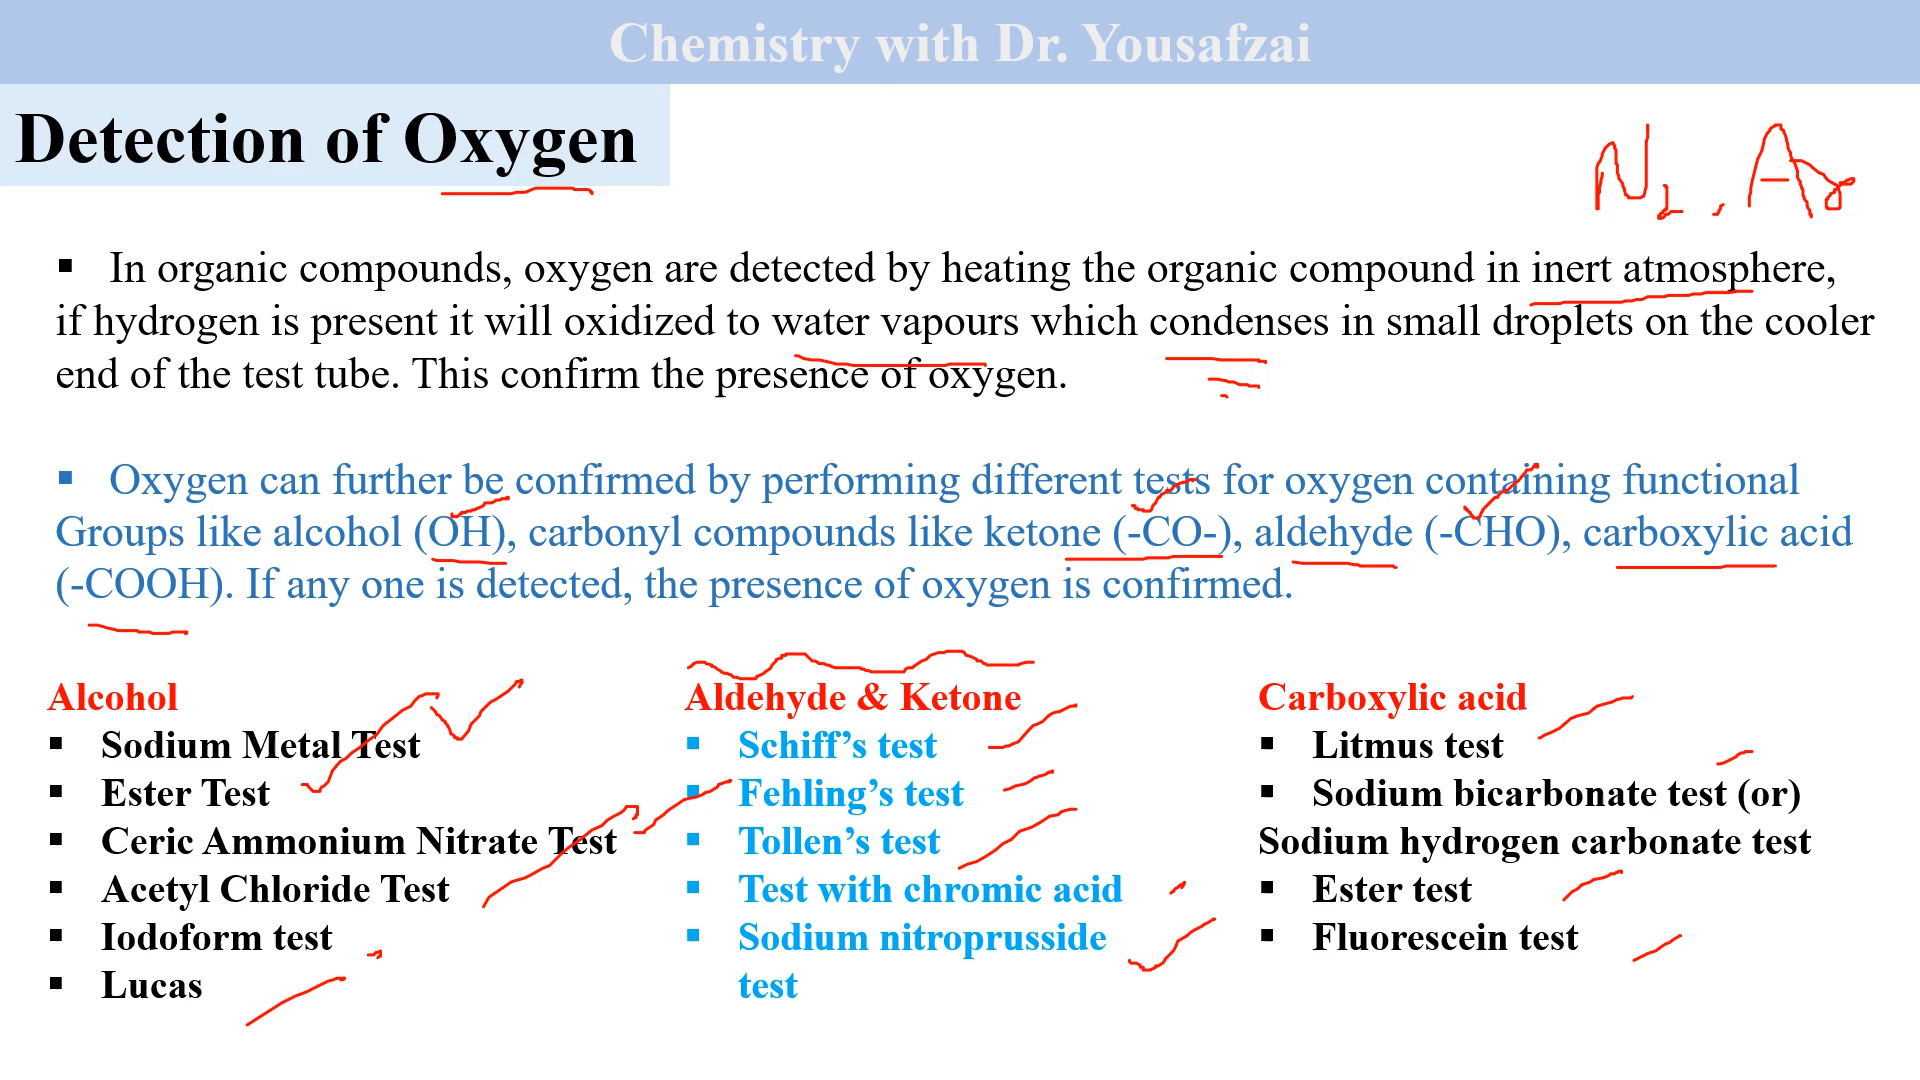 Chemistry with Dr. Yousafzai
Detection of Oxygen
N2, Ar
▪ In organic compounds, oxygen are detected by heating the organic compound in inert atmosphere,
if hydrogen is present it will oxidized to water vapours which condenses in small droplets on the cooler
end of the test tube. This confirm the presence of oxygen.
▪ Oxygen can further be confirmed by performing different tests for oxygen containing functional
Groups like alcohol (OH), carbonyl compounds like ketone (-CO-), aldehyde (-CHO), carboxylic acid
(-COOH). If any one is detected, the presence of oxygen is confirmed.
Alcohol
▪ Sodium Metal Test
▪ Ester Test
▪ Ceric Ammonium Nitrate Test
▪ Acetyl Chloride Test
▪ Iodoform test
▪ Lucas
Aldehyde & Ketone
▪ Schiff’s test
▪ Fehling’s test
▪ Tollen’s test
▪ Test with chromic acid
▪ Sodium nitroprusside
test
Carboxylic acid
▪ Litmus test
▪ Sodium bicarbonate test (or)
Sodium hydrogen carbonate test
▪ Ester test
▪ Fluorescein test